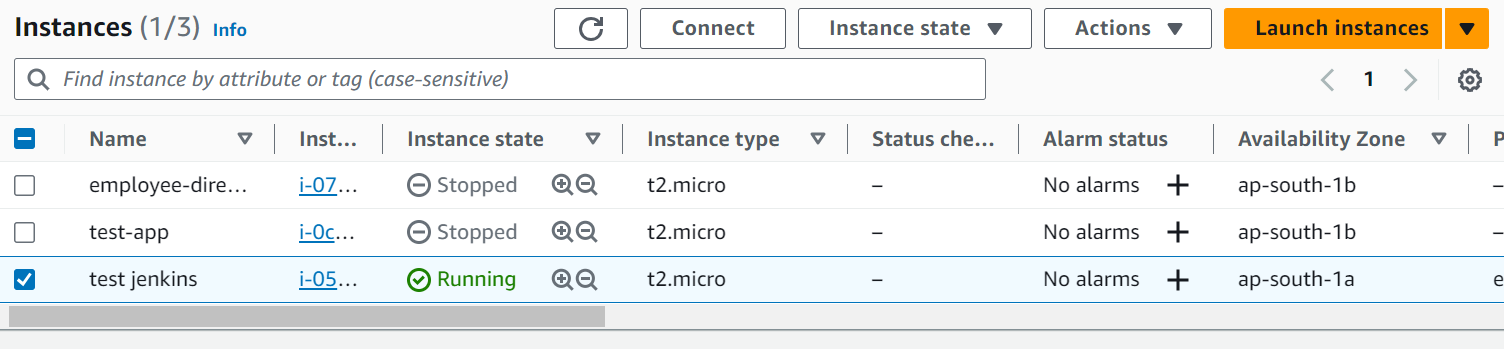 Instances (1/3) Info Connect Instance state Actions Launch instances
Find instance by attribute or tag (case-sensitive) 1
Name Inst... Instance state Instance type Status che... Alarm status Availability Zone P
employee-dire... i-07... Stopped t2.micro – No alarms + ap-south-1b –
test-app i-0c... Stopped t2.micro – No alarms + ap-south-1b –
test jenkins i-05... Running t2.micro – No alarms + ap-south-1a e